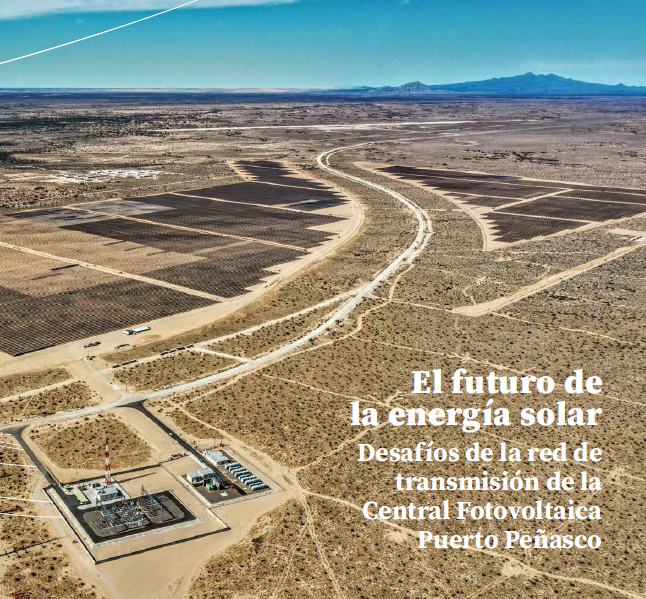 El futuro de
la energía solar
Desafíos de la red de
transmisión de la
Central Fotovoltaica
Puerto Peñasco